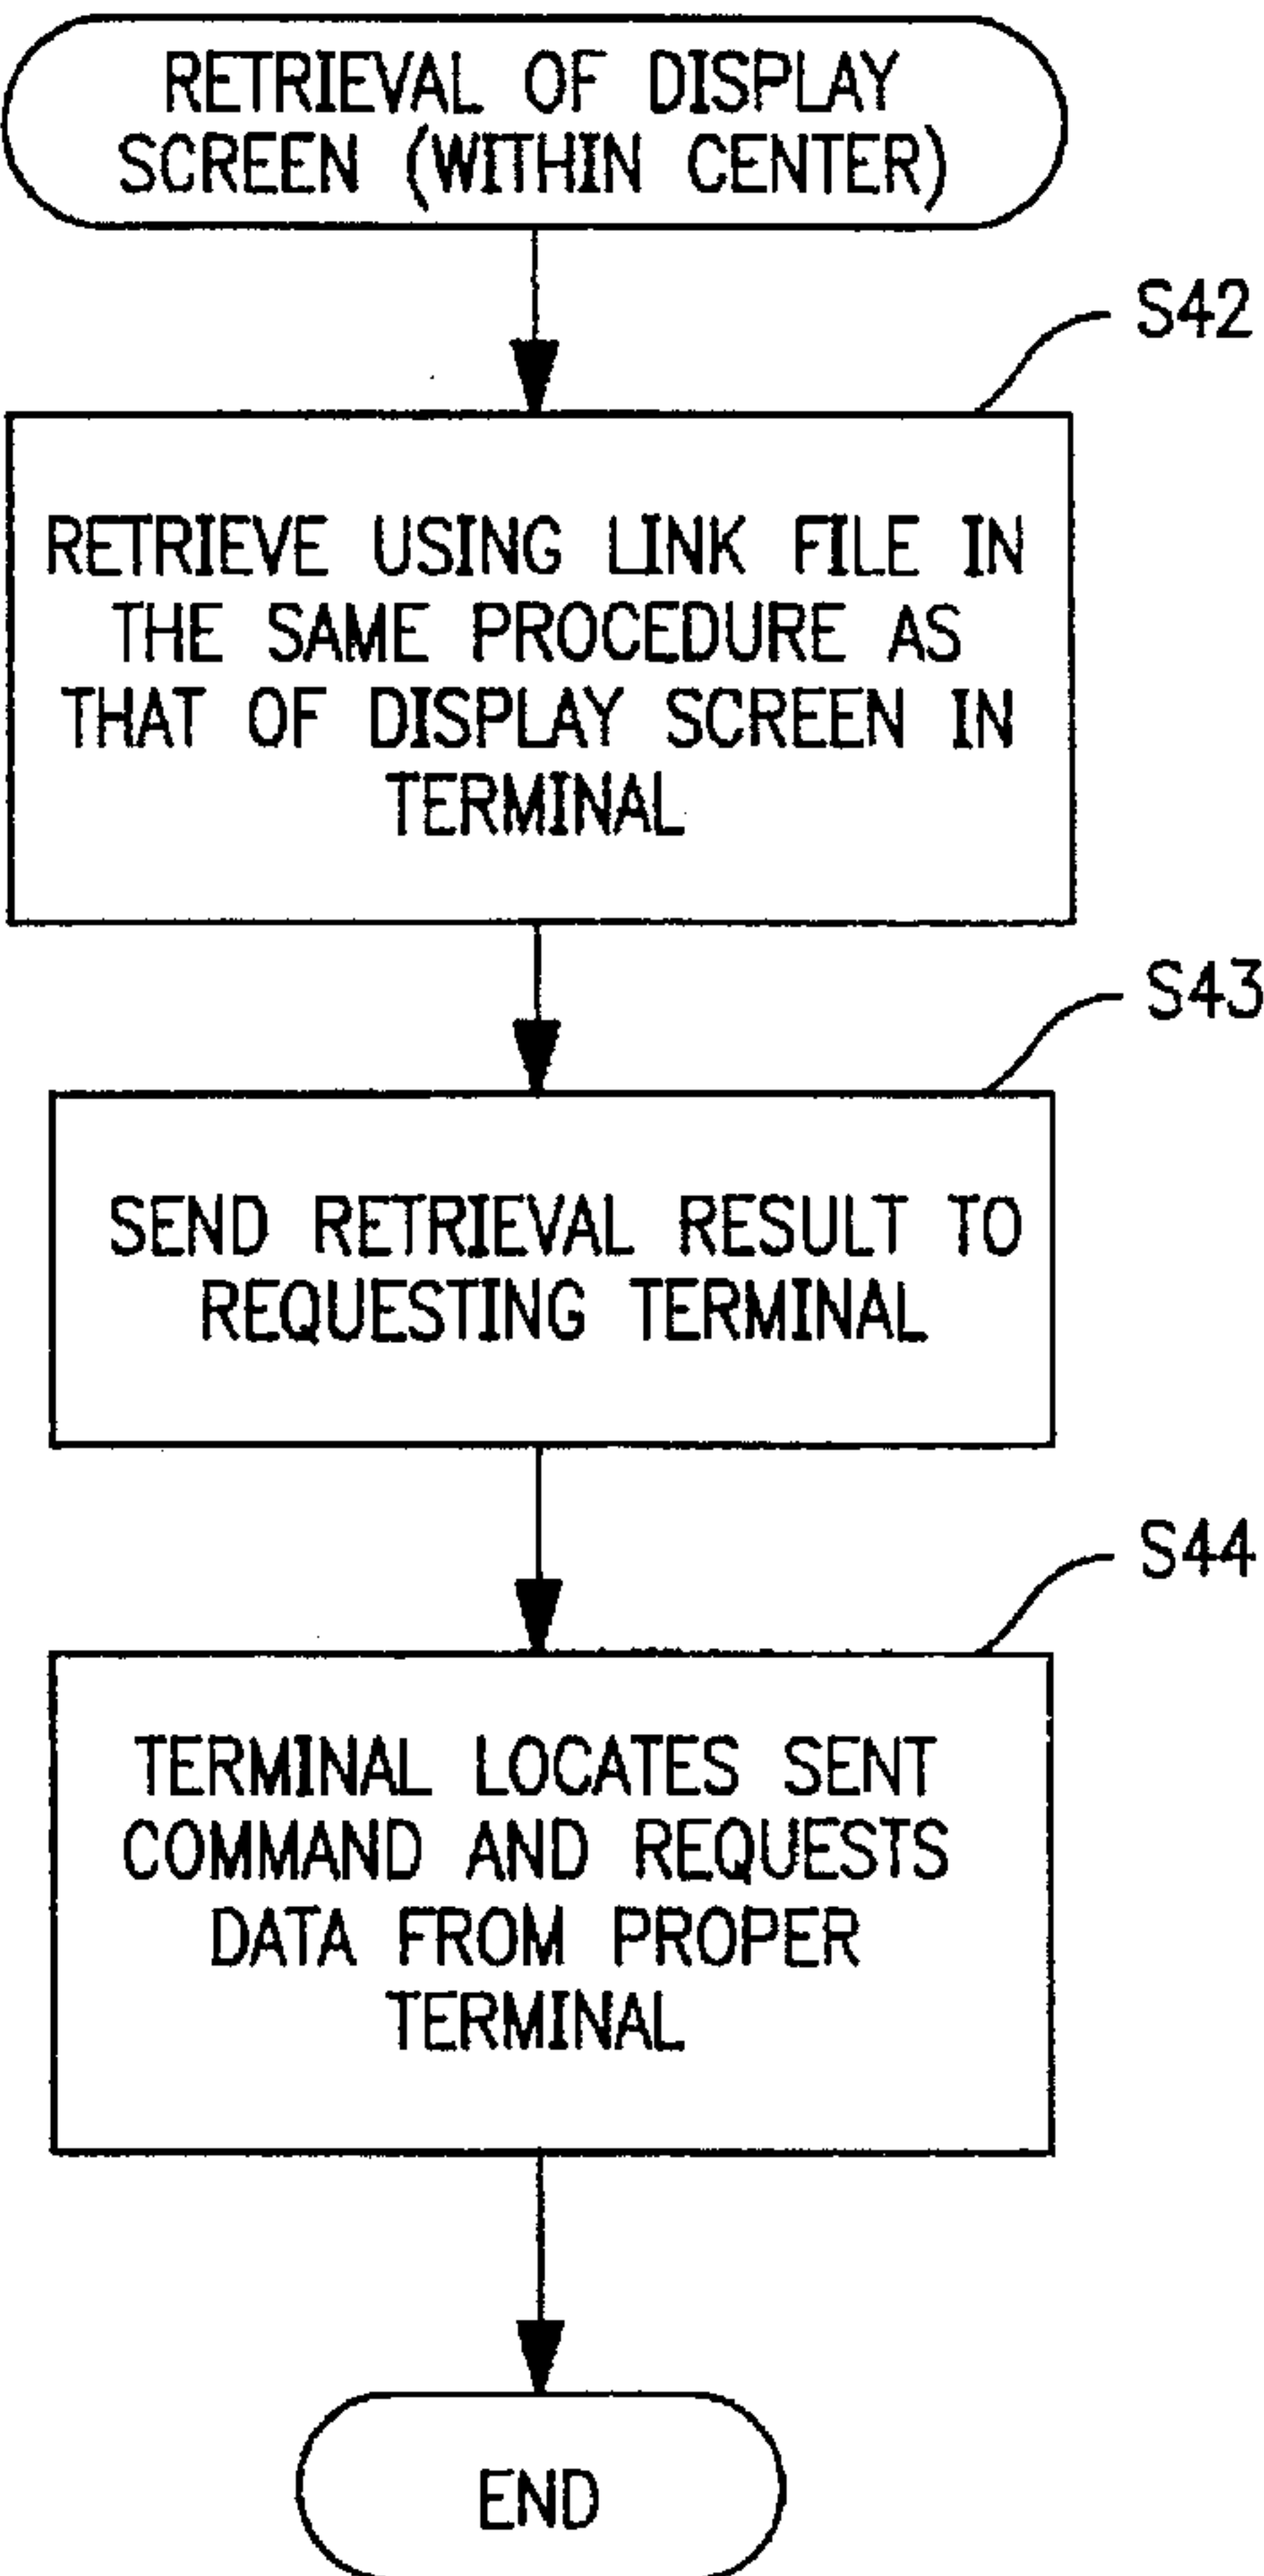 RETRIEVAL OF DISPLAY
SCREEN (WITHIN CENTER)
S42
RETRIEVE USING LINK FILE IN
THE SAME PROCEDURE AS
THAT OF DISPLAY SCREEN IN
TERMINAL
S43
SEND RETRIEVAL RESULT TO
REQUESTING TERMINAL
S44
TERMINAL LOCATES SENT
COMMAND AND REQUESTS
DATA FROM PROPER
TERMINAL
END